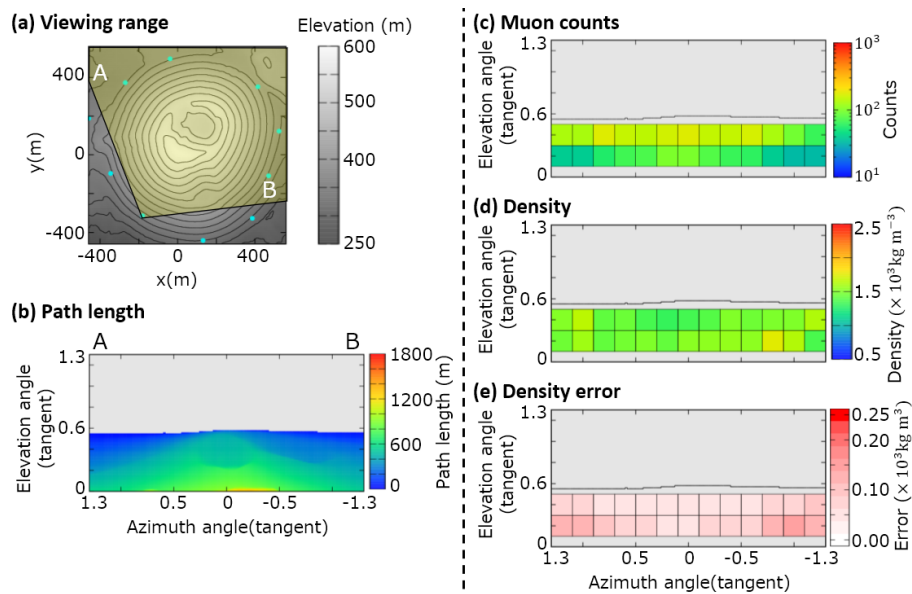 (a) Viewing range
Elevation (m)
600
500
400
250
A
B
400
0
-400
y(m)
-400
0
400
x(m)
(b) Path length
A
B
1.3
0.6
0
Elevation angle
(tangent)
1.3
0.5
0
-0.5
-1.3
Azimuth angle(tangent)
1800
1200
600
0
Path length (m)
(c) Muon counts
1.3
0.6
0
Elevation angle
(tangent)
10³
10²
10¹
Counts
(d) Density
1.3
0.6
0
Elevation angle
(tangent)
2.5
1.5
0.5
Density (× 10³kg m⁻³)
(e) Density error
1.3
0.6
0
Elevation angle
(tangent)
1.3
0.5
0
-0.5
-1.3
Azimuth angle(tangent)
0.25
0.20
0.10
0.00
Error (× 10³kg m³)